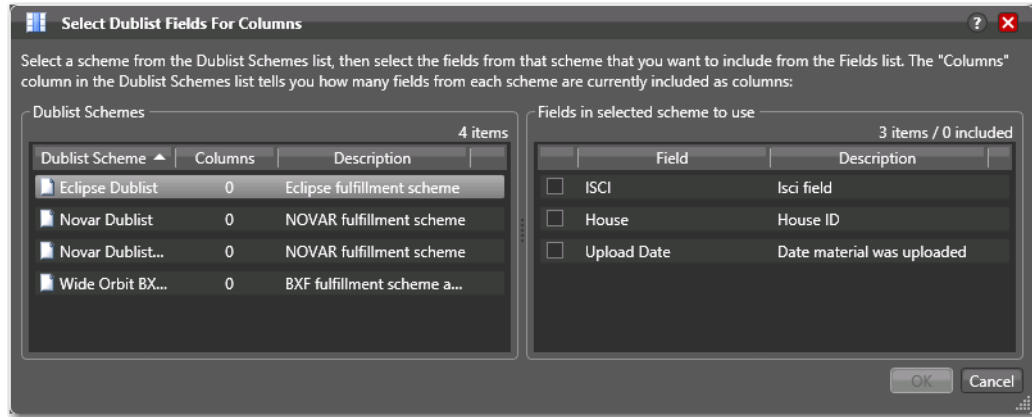 Select Dublist Fields For Columns
Select a scheme from the Dublist Schemes list, then select the fields from that scheme that you want to include from the Fields list. The "Columns"
column in the Dublist Schemes list tells you how many fields from each scheme are currently included as columns:
Dublist Schemes
4 items
Dublist Scheme Columns Description
Eclipse Dublist 0 Eclipse fulfillment scheme
Novar Dublist 0 NOVAR fulfillment scheme
Novar Dublist... 0 NOVAR fulfillment scheme
Wide Orbit BX... 0 BXF fulfillment scheme a...
Fields in selected scheme to use
3 items / 0 included
Field Description
ISCI Isci field
House House ID
Upload Date Date material was uploaded
OK Cancel